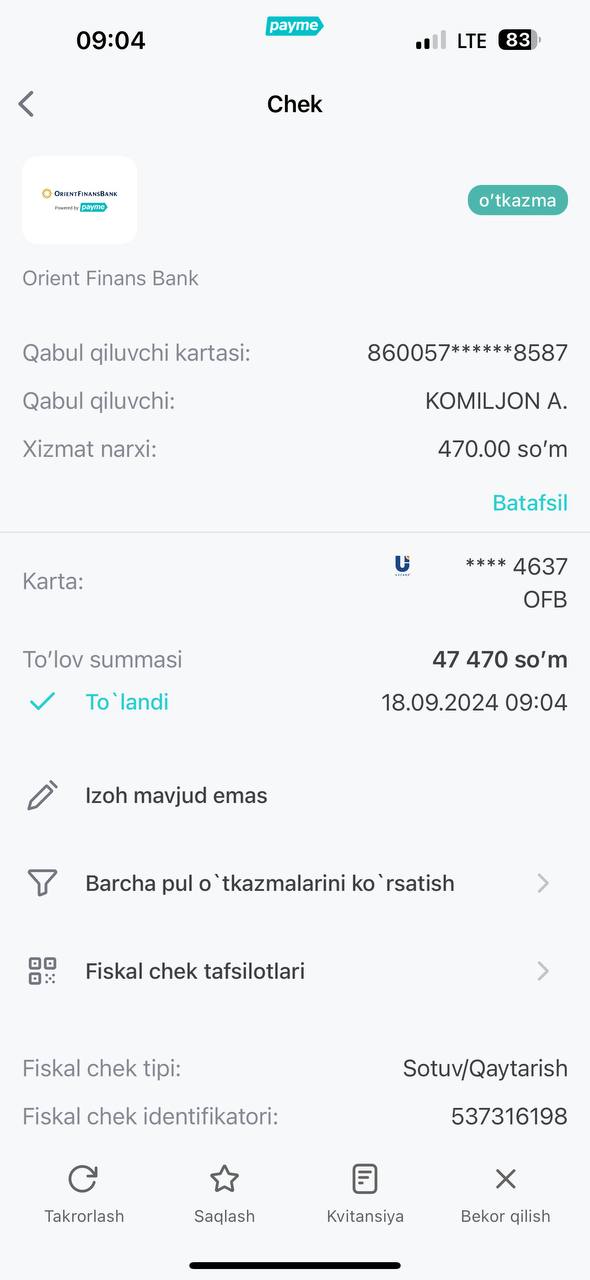 09:04
payme
LTE
83
Chek
ORIENTFINANSBANK
Powered by payme
o‘tkazma
Orient Finans Bank
Qabul qiluvchi kartasi: 860057******8587
Qabul qiluvchi: KOMILJON A.
Xizmat narxi: 470.00 so‘m
Batafsil
Karta: **** 4637
OFB
To‘lov summasi 47 470 so‘m
To`landi 18.09.2024 09:04
Izoh mavjud emas
Barcha pul o`tkazmalarini ko`rsatish
Fiskal chek tafsilotlari
Fiskal chek tipi: Sotuv/Qaytarish
Fiskal chek identifikatori: 537316198
Takrorlash Saqlash Kvitansiya Bekor qilish